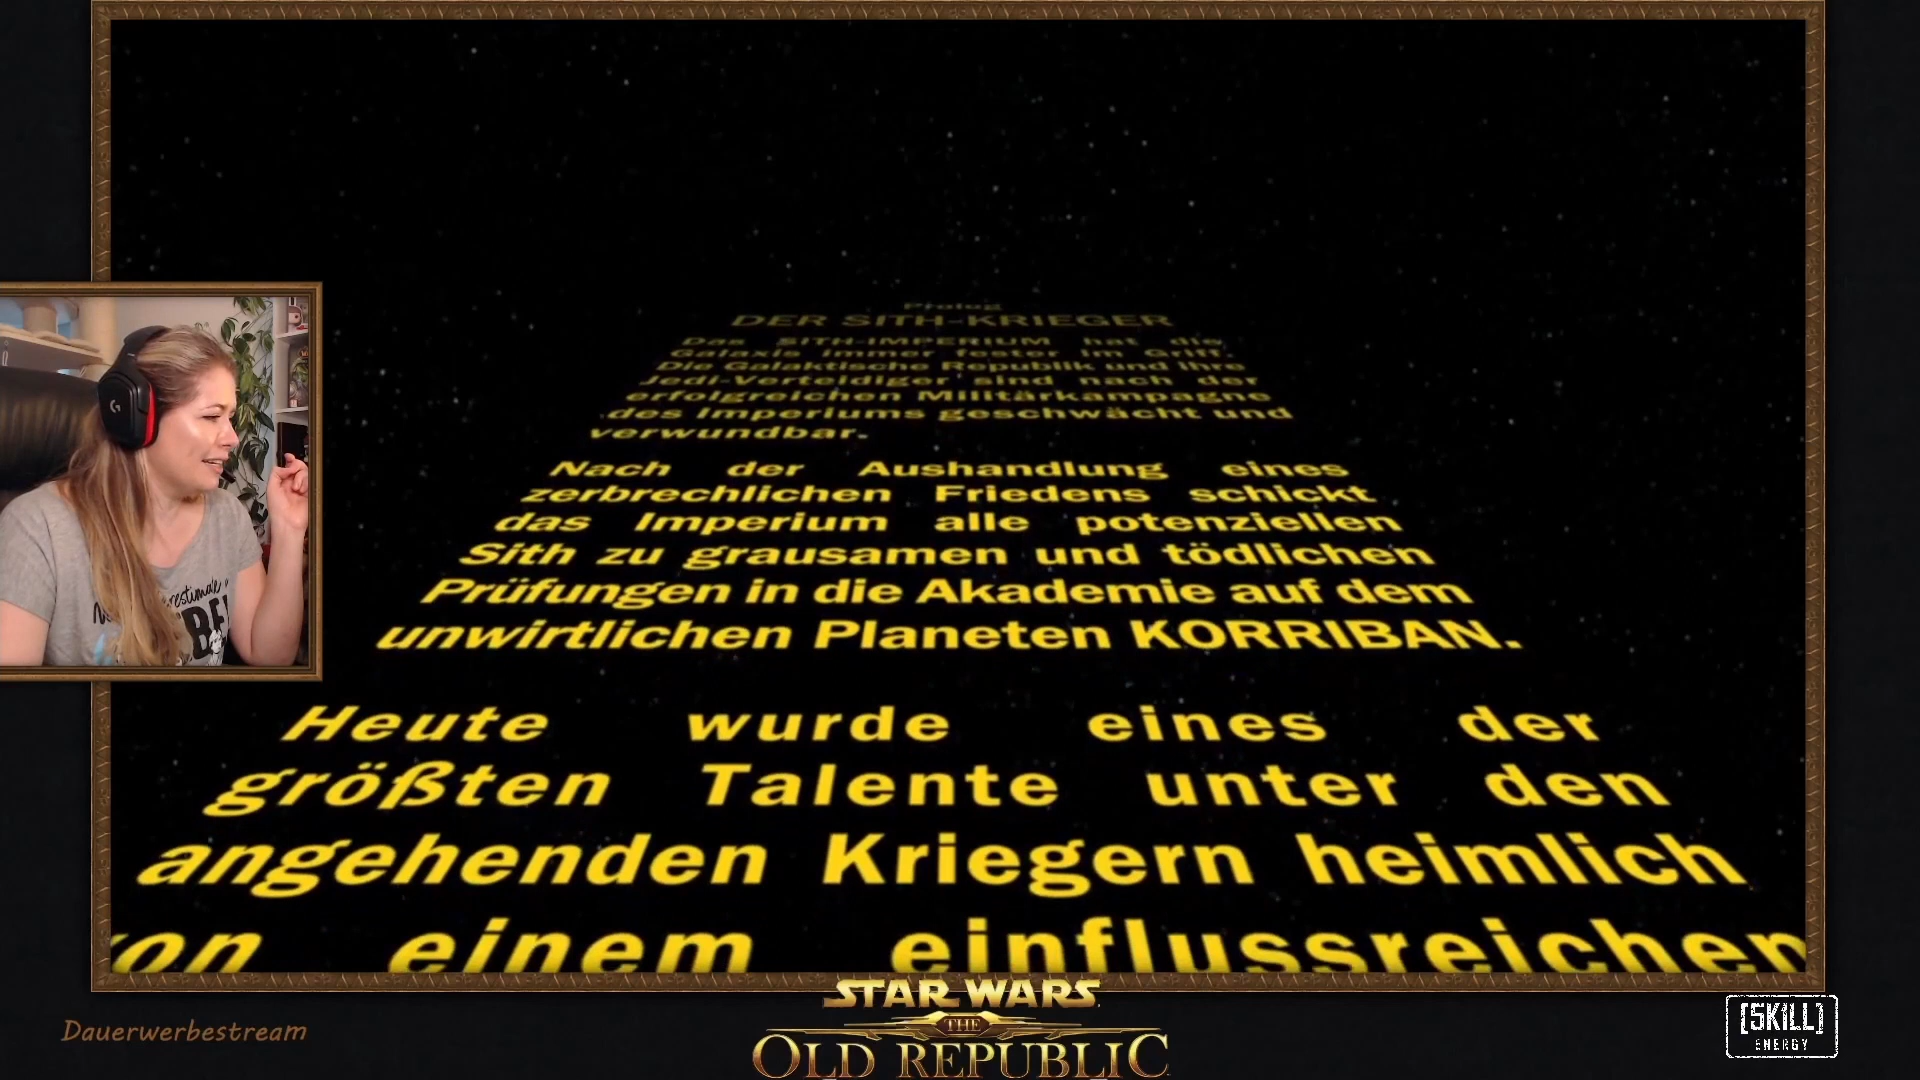 Prolog
DER SITH-KRIEGER
Das SITH-IMPERIUM hat die
Galaxis immer fester im Griff.
Die Galaktische Republik und ihre
Jedi-Verteidiger sind nach der
erfolgreichen Militärkampagne
des Imperiums geschwächt und
verwundbar.
Nach der Aushandlung eines
zerbrechlichen Friedens schickt
das Imperium alle potenziellen
Sith zu grausamen und tödlichen
Prüfungen in die Akademie auf dem
unwirtlichen Planeten KORRIBAN.
Heute wurde eines der
größten Talente unter den
angehenden Kriegern heimlich
von einem einflussreichen
STAR WARS
THE
OLD REPUBLIC
Dauerwerbestream
[SKILL]
ENERGY